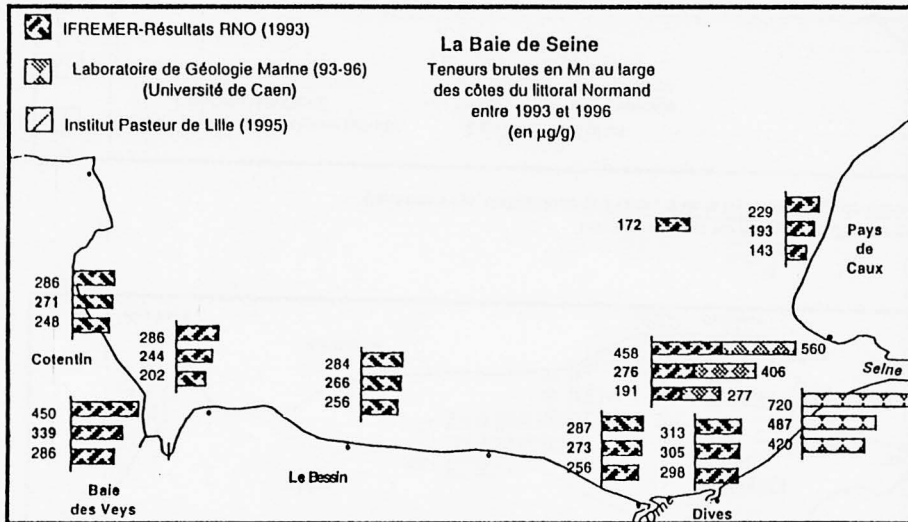 IFREMER-Résultats RNO (1993)
Laboratoire de Géologie Marine (93-96)
(Université de Caen)
Institut Pasteur de Lille (1995)
La Baie de Seine
Teneurs brutes en Mn au large
des côtes du littoral Normand
entre 1993 et 1996
(en µg/g)
172
229
193
143
Pays
de
Caux
286
271
248
Cotentin
286
244
202
284
266
256
458 560
276 406
191 277
Seine
720
487
420
450
339
286
Baie
des Veys
Le Bessin
287
273
256
313
305
298
Orne
Dives